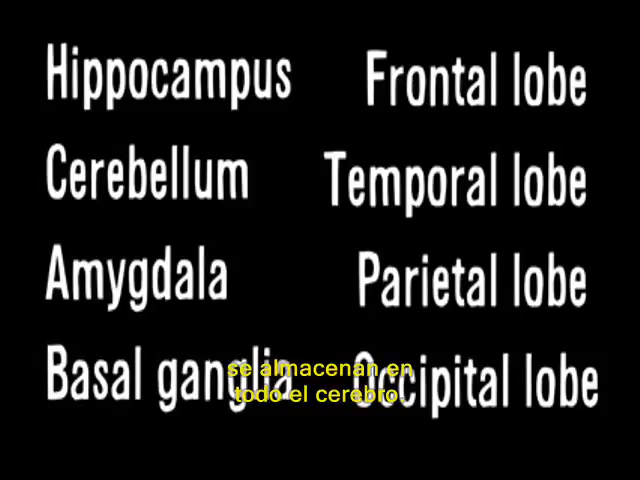 Hippocampus
Frontal lobe
Cerebellum
Temporal lobe
Amygdala
Parietal lobe
Basal ganglia
Occipital lobe
se almacenan en
todo el cerebro.